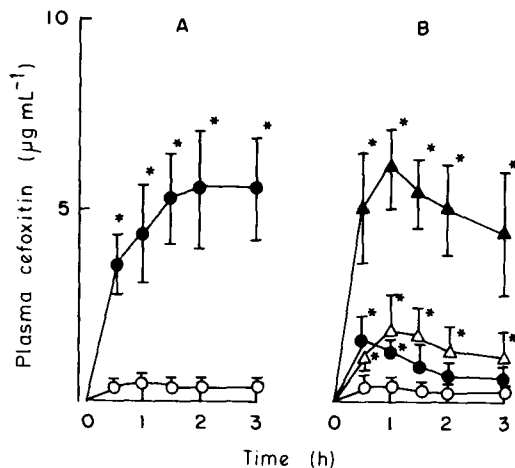 10
A
B
* * * * *
* * * * *
5
* * * * *
* *
0 1 2 3
0 1 2 3
Time (h)
Plasma cefoxitin (µg mL⁻¹)